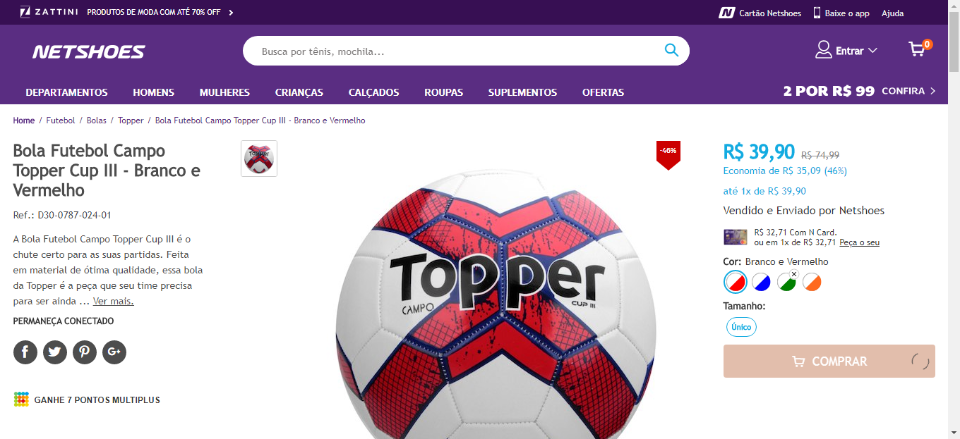 ZATTINI PRODUTOS DE MODA COM ATÉ 70% OFF
Cartão Netshoes Baixe o app Ajuda
NETSHOES
Busca por tênis, mochila...
Entrar
0
DEPARTAMENTOS HOMENS MULHERES CRIANÇAS CALÇADOS ROUPAS SUPLEMENTOS OFERTAS
2 POR R$ 99 CONFIRA
Home / Futebol / Bolas / Topper / Bola Futebol Campo Topper Cup III - Branco e Vermelho
Bola Futebol Campo
Topper Cup III - Branco e
Vermelho
Ref.: D30-0787-024-01
A Bola Futebol Campo Topper Cup III é o
chute certo para as suas partidas. Feita
em material de ótima qualidade, essa bola
da Topper é a peça que seu time precisa
para ser ainda ... Ver mais.
PERMANEÇA CONECTADO
GANHE 7 PONTOS MULTIPLUS
-46%
Topper
CAMPO
CUP III
R$ 39,90 R$ 74,99
Economia de R$ 35,09 (46%)
até 1x de R$ 39,90
Vendido e Enviado por Netshoes
R$ 32,71 Com N Card.
ou em 1x de R$ 32,71 Peça o seu
Cor: Branco e Vermelho
Tamanho:
Único
COMPRAR